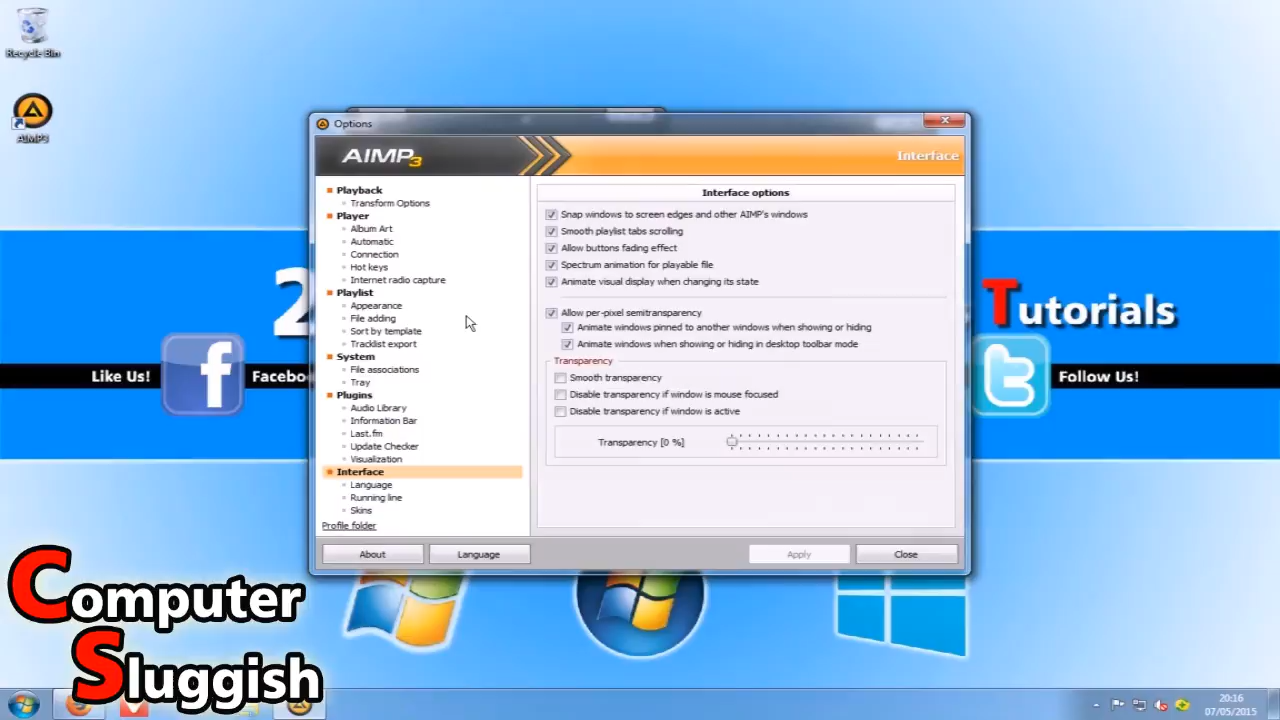 Recycle Bin
AIMP3
Options
AIMP3
Interface
Playback
Transform Options
Player
Album Art
Automatic
Connection
Hot keys
Internet radio capture
Playlist
Appearance
File adding
Sort by template
Tracklist export
System
File associations
Tray
Plugins
Audio Library
Information Bar
Last.fm
Update Checker
Visualization
Interface
Language
Running line
Skins
Profile folder
Interface options
Snap windows to screen edges and other AIMP's windows
Smooth playlist tabs scrolling
Allow buttons fading effect
Spectrum animation for playable file
Animate visual display when changing its state
Allow per-pixel semitransparency
Animate windows pinned to another windows when showing or hiding
Animate windows when showing or hiding in desktop toolbar mode
Transparency
Smooth transparency
Disable transparency if window is mouse focused
Disable transparency if window is active
Transparency [0 %]
About
Language
Apply
Close
2
Tutorials
Like Us!
f
Facebo
Follow Us!
Computer
Sluggish
20:16
07/05/2015